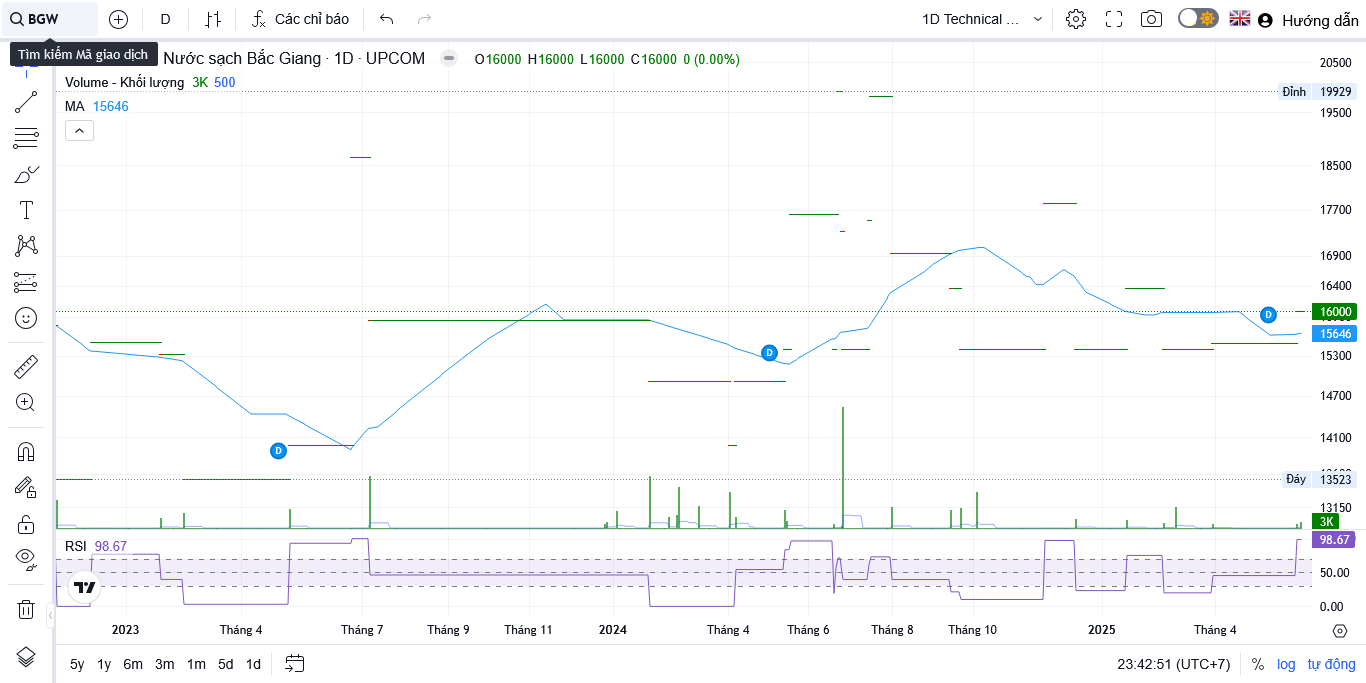 BGW D Các chỉ báo 1D Technical ... Hướng dẫn
Tìm kiếm Mã giao dịch
Nước sạch Bắc Giang · 1D · UPCOM O16000 H16000 L16000 C16000 0 (0.00%)
Volume - Khối lượng 3K 500
MA 15646
20500
Đỉnh 19929
19500
18500
17700
16900
16400
16000
15646
15300
14700
14100
Đáy 13523
13150
3K
RSI 98.67
98.67
50.00
0.00
D
D
D
2023 Tháng 4 Tháng 7 Tháng 9 Tháng 11 2024 Tháng 4 Tháng 6 Tháng 8 Tháng 10 2025 Tháng 4
5y 1y 6m 3m 1m 5d 1d 23:42:51 (UTC+7) % log tự động